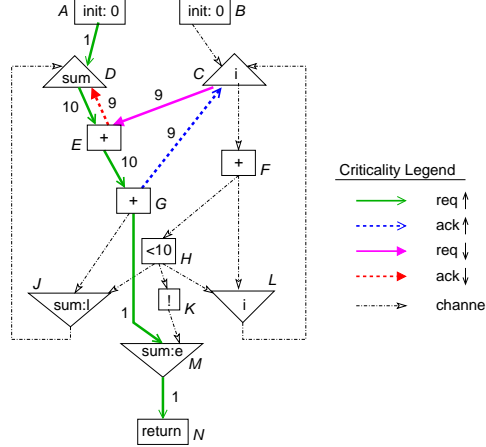 A init: 0
init: 0 B
1
sum D
C i
10 9 9
E +
9
10
+ F
+ G
<10 H
J
L
sum:l
! K
i
1
sum:e
M
1
return N
Criticality Legend
req ↑
ack ↑
req ↓
ack ↓
channe